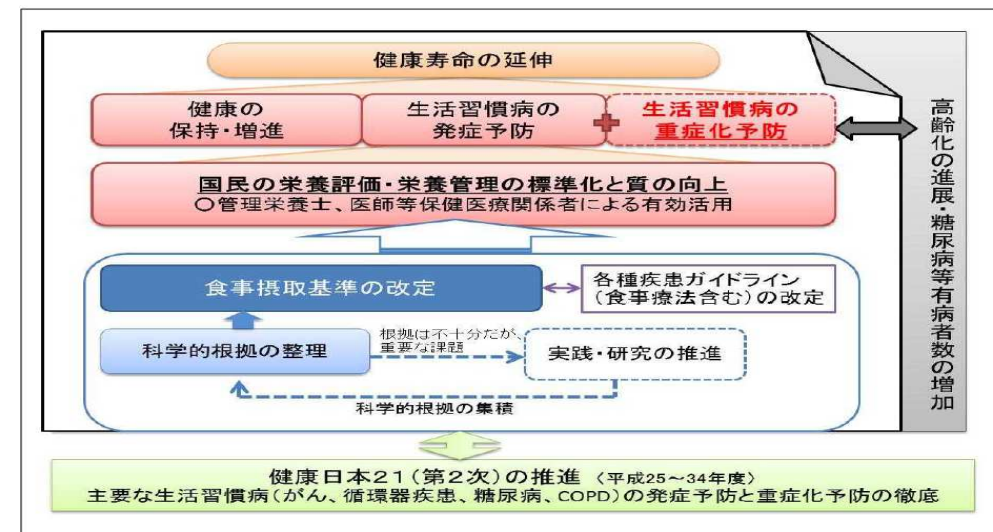 健康寿命の延伸
健康の
保持・増進
生活習慣病の
発症予防
生活習慣病の
重症化予防
国民の栄養評価・栄養管理の標準化と質の向上
○管理栄養士、医師等保健医療関係者による有効活用
食事摂取基準の改定
各種疾患ガイドライン
(食事療法含む)の改定
科学的根拠の整理
根拠は不十分だが、
重要な課題
実践・研究の推進
科学的根拠の集積
高齢化の進展・糖尿病等有病者数の増加
健康日本21(第2次)の推進 〈平成25~34年度〉
主要な生活習慣病(がん、循環器疾患、糖尿病、COPD)の発症予防と重症化予防の徹底